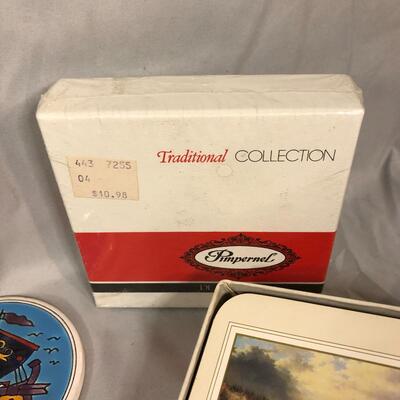 Traditional COLLECTION
443 7255
04
$10.98
Pimpernel